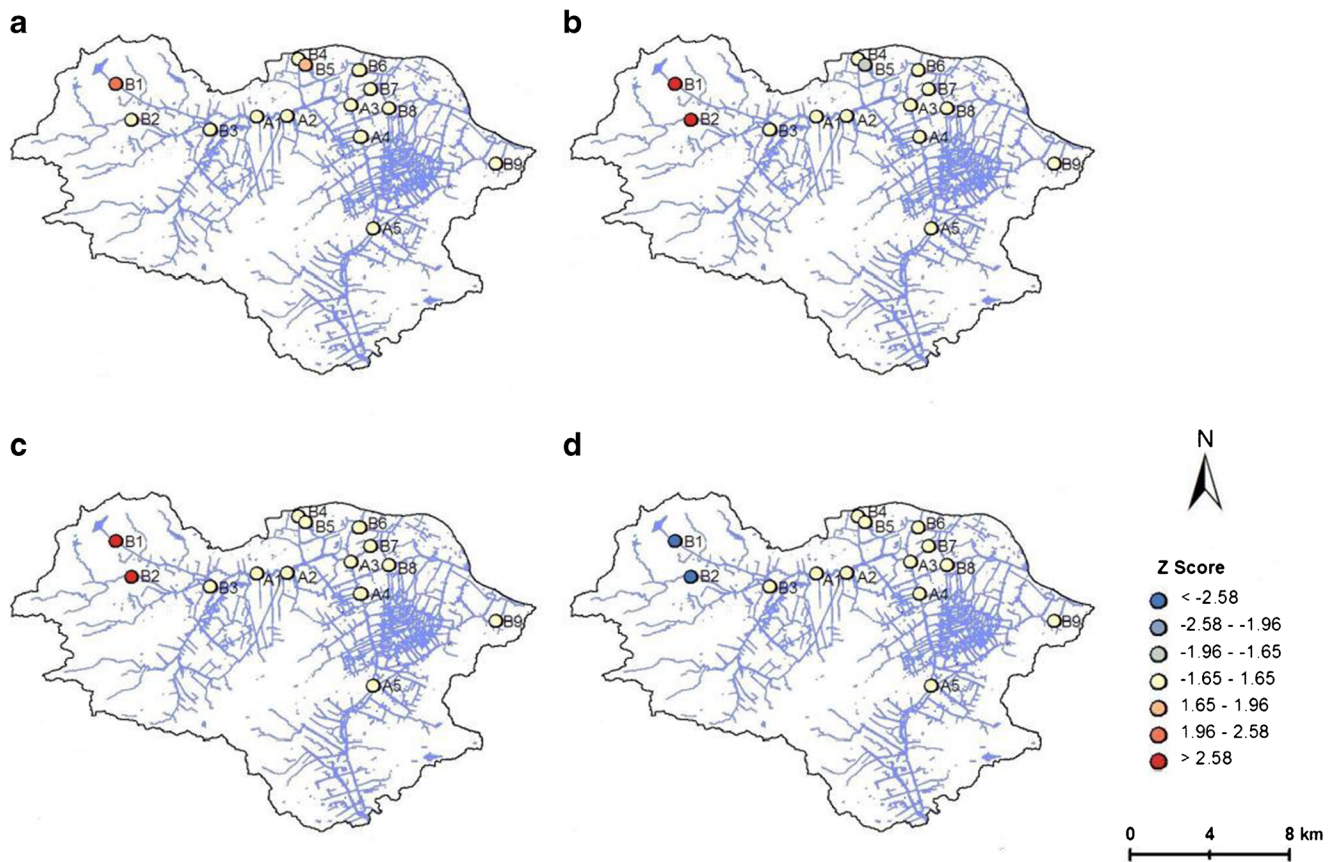 a
B4
B5
B6
B1
B7
A3
B8
B2
A1
A2
B3
A4
B9
A5
b
B4
B5
B6
B1
B7
A3
B8
B2
A1
A2
B3
A4
B9
A5
c
B4
B5
B6
B1
B7
A3
B8
B2
A1
A2
B3
A4
B9
A5
d
B4
B5
B6
B1
B7
A3
B8
B2
A1
A2
B3
A4
B9
A5
N
Z Score
< -2.58
-2.58 - -1.96
-1.96 - -1.65
-1.65 - 1.65
1.65 - 1.96
1.96 - 2.58
> 2.58
0 4 8 km